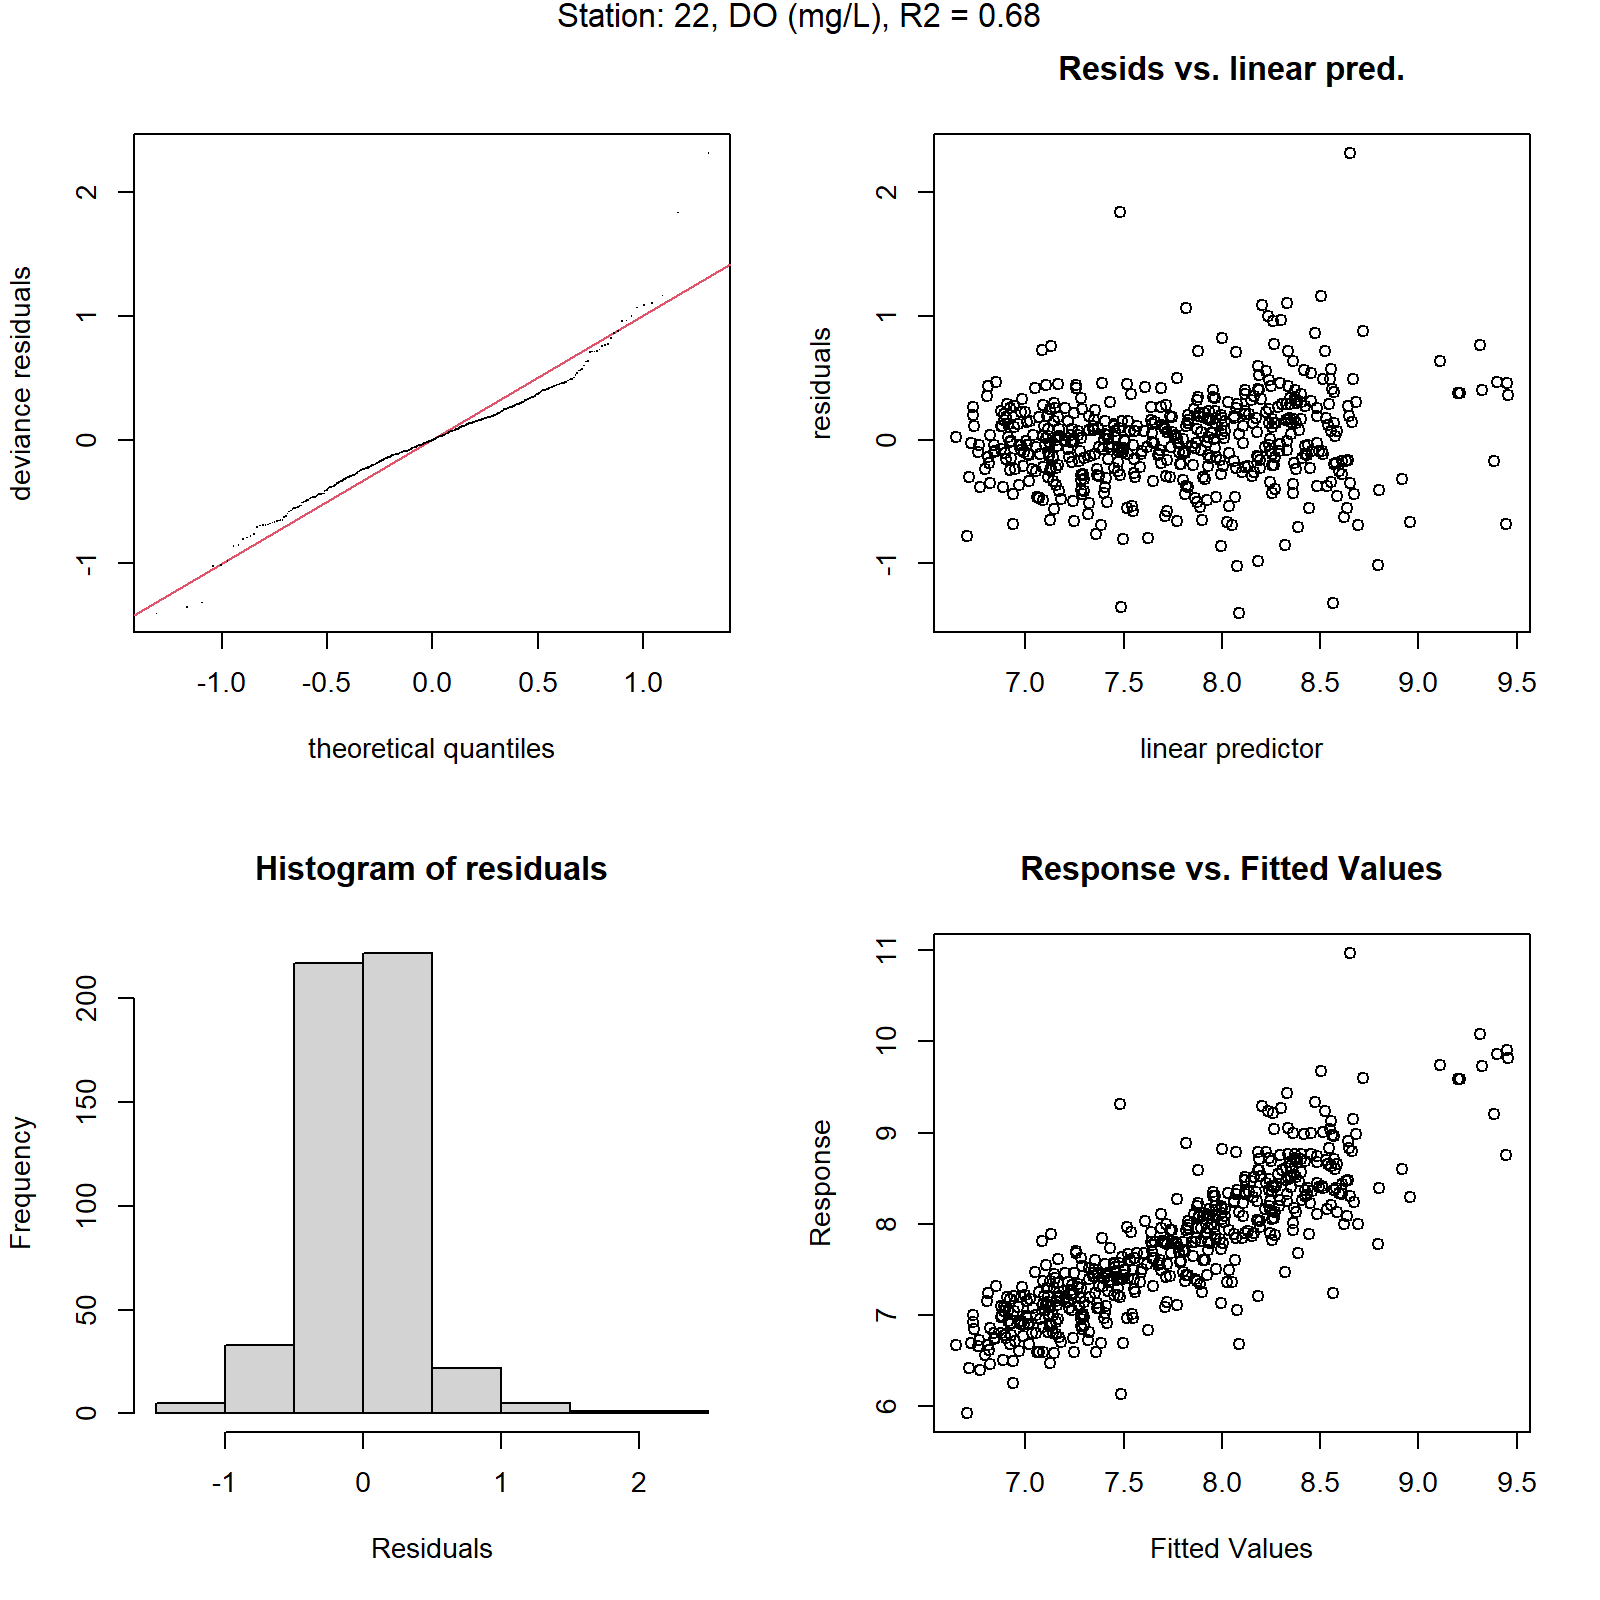 Station: 22, DO (mg/L), R2 = 0.68
deviance residuals
2
1
0
-1
-1.0 -0.5 0.0 0.5 1.0
theoretical quantiles
Resids vs. linear pred.
residuals
2
1
0
-1
7.0 7.5 8.0 8.5 9.0 9.5
linear predictor
Histogram of residuals
Frequency
200
150
100
50
0
-1 0 1 2
Residuals
Response vs. Fitted Values
Response
11
10
9
8
7
6
7.0 7.5 8.0 8.5 9.0 9.5
Fitted Values